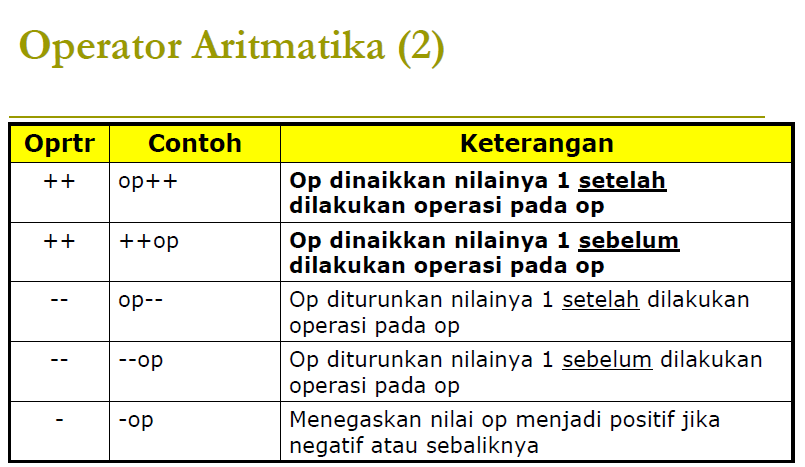 Operator Aritmatika (2)
Oprtr Contoh Keterangan
++ op++ Op dinaikkan nilainya 1 setelah
dilakukan operasi pada op
++ ++op Op dinaikkan nilainya 1 sebelum
dilakukan operasi pada op
-- op-- Op diturunkan nilainya 1 setelah dilakukan
operasi pada op
-- --op Op diturunkan nilainya 1 sebelum dilakukan
operasi pada op
- -op Menegaskan nilai op menjadi positif jika
negatif atau sebaliknya